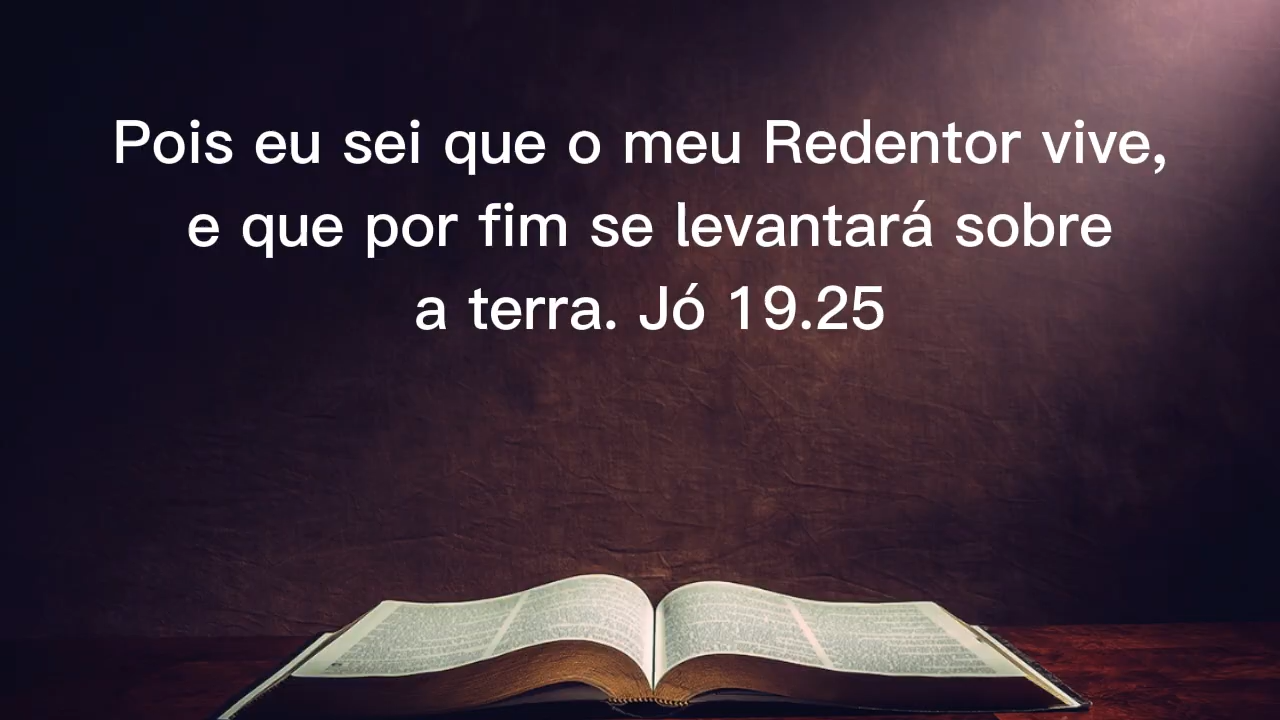 Pois eu sei que o meu Redentor vive,
e que por fim se levantará sobre
a terra. Jó 19.25